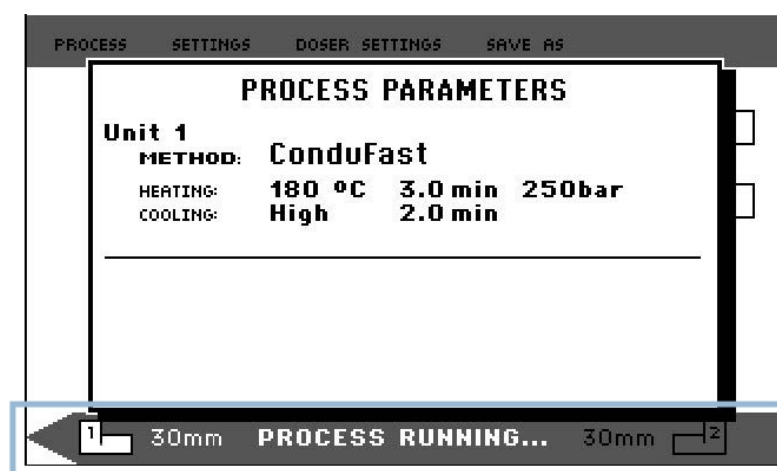 PROCESS SETTINGS DOSER SETTINGS SAVE AS
PROCESS PARAMETERS
Unit 1
METHOD: ConduFast
HEATING: 180 ºC 3.0 min 250bar
COOLING: High 2.0 min
1 30mm PROCESS RUNNING... 30mm 2